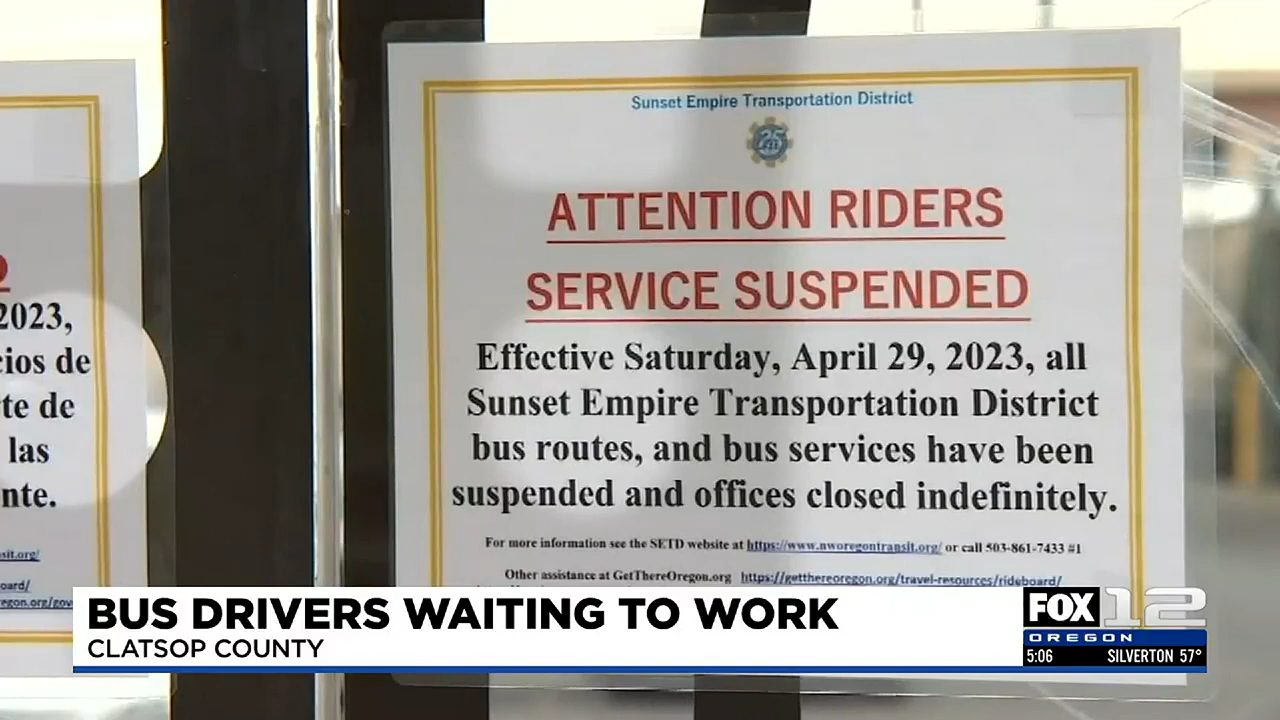 2023,
cios de
te de
las
nte.
sit.org/
oard/
Sunset Empire Transportation District
25
ATTENTION RIDERS
SERVICE SUSPENDED
Effective Saturday, April 29, 2023, all
Sunset Empire Transportation District
bus routes, and bus services have been
suspended and offices closed indefinitely.
For more information see the SETD website at https://www.nworegontransit.org/ or call 503-861-7433 #1
Other assistance at GetThereOregon.org https://getthereoregon.org/travel-resources/rideboard/
BUS DRIVERS WAITING TO WORK
CLATSOP COUNTY
FOX 12
OREGON
5:06 SILVERTON 57°